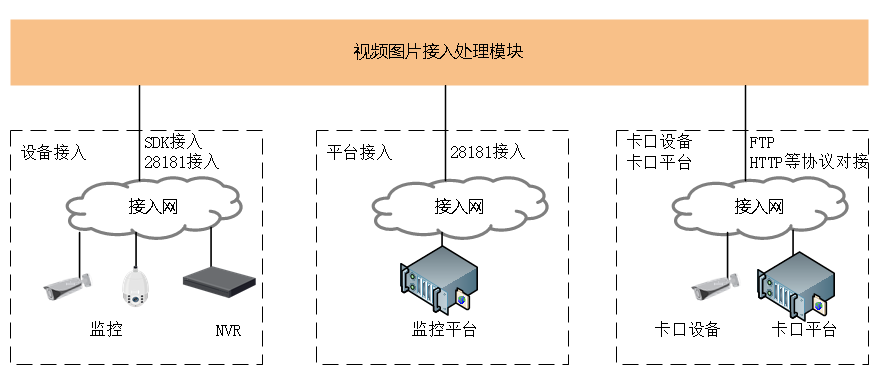 视频图片接入处理模块
设备接入
SDK接入
28181接入
接入网
监控
NVR
平台接入
28181接入
接入网
监控平台
卡口设备
卡口平台
FTP
HTTP等协议对接
接入网
卡口设备
卡口平台